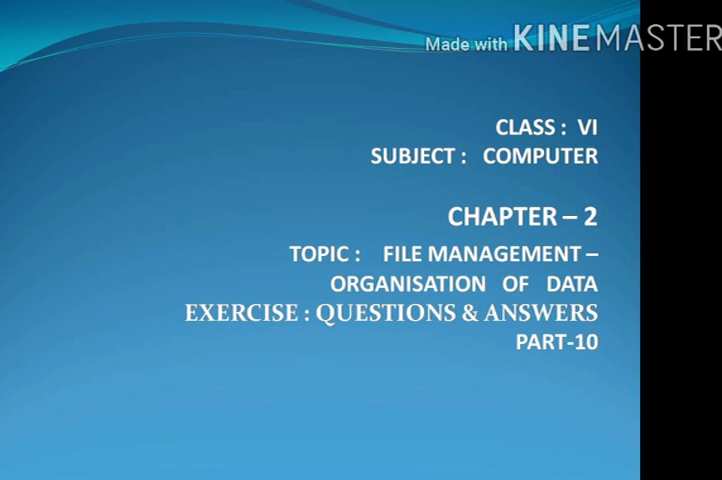 Made with KINEMASTER
CLASS : VI
SUBJECT : COMPUTER
CHAPTER – 2
TOPIC : FILE MANAGEMENT –
ORGANISATION OF DATA
EXERCISE : QUESTIONS & ANSWERS
PART-10